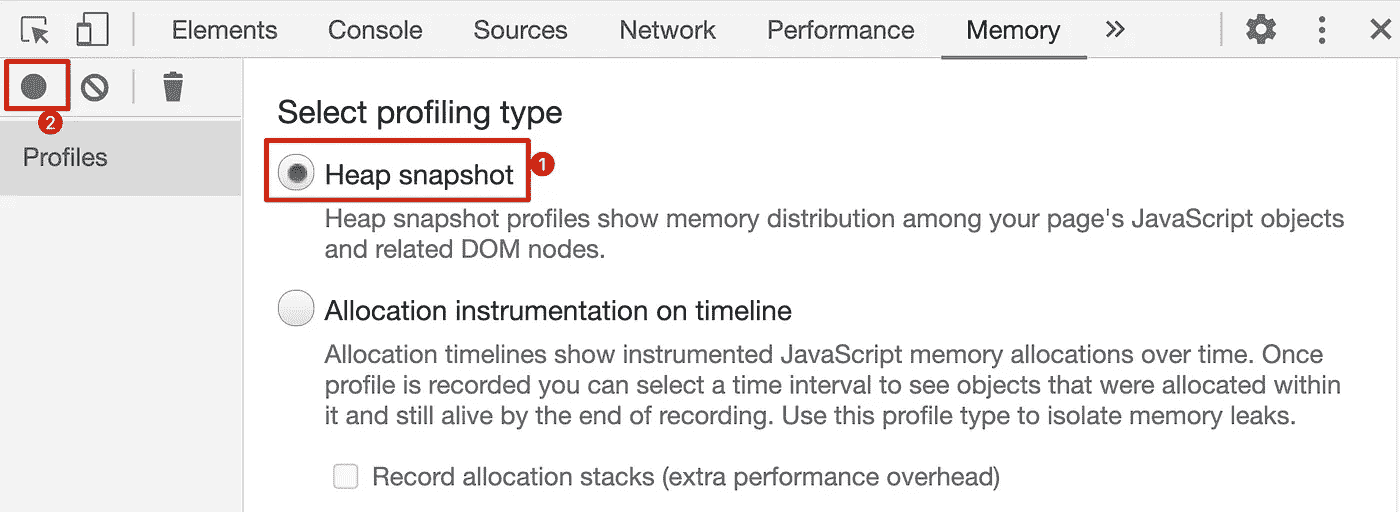 Elements Console Sources Network Performance Memory
2
Profiles
Select profiling type
Heap snapshot 1
Heap snapshot profiles show memory distribution among your page's JavaScript objects
and related DOM nodes.
Allocation instrumentation on timeline
Allocation timelines show instrumented JavaScript memory allocations over time. Once
profile is recorded you can select a time interval to see objects that were allocated within
it and still alive by the end of recording. Use this profile type to isolate memory leaks.
Record allocation stacks (extra performance overhead)